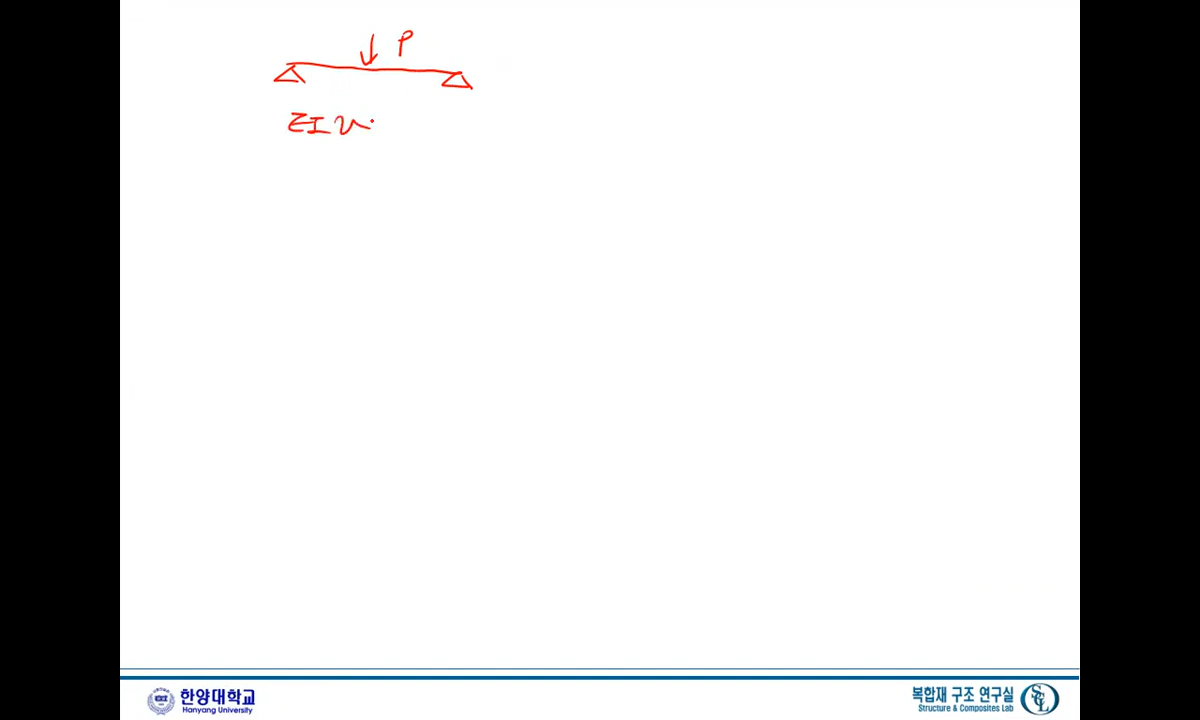 P
EIv
한양대학교
Hanyang University
복합재 구조 연구실
Structure & Composites Lab
SCL